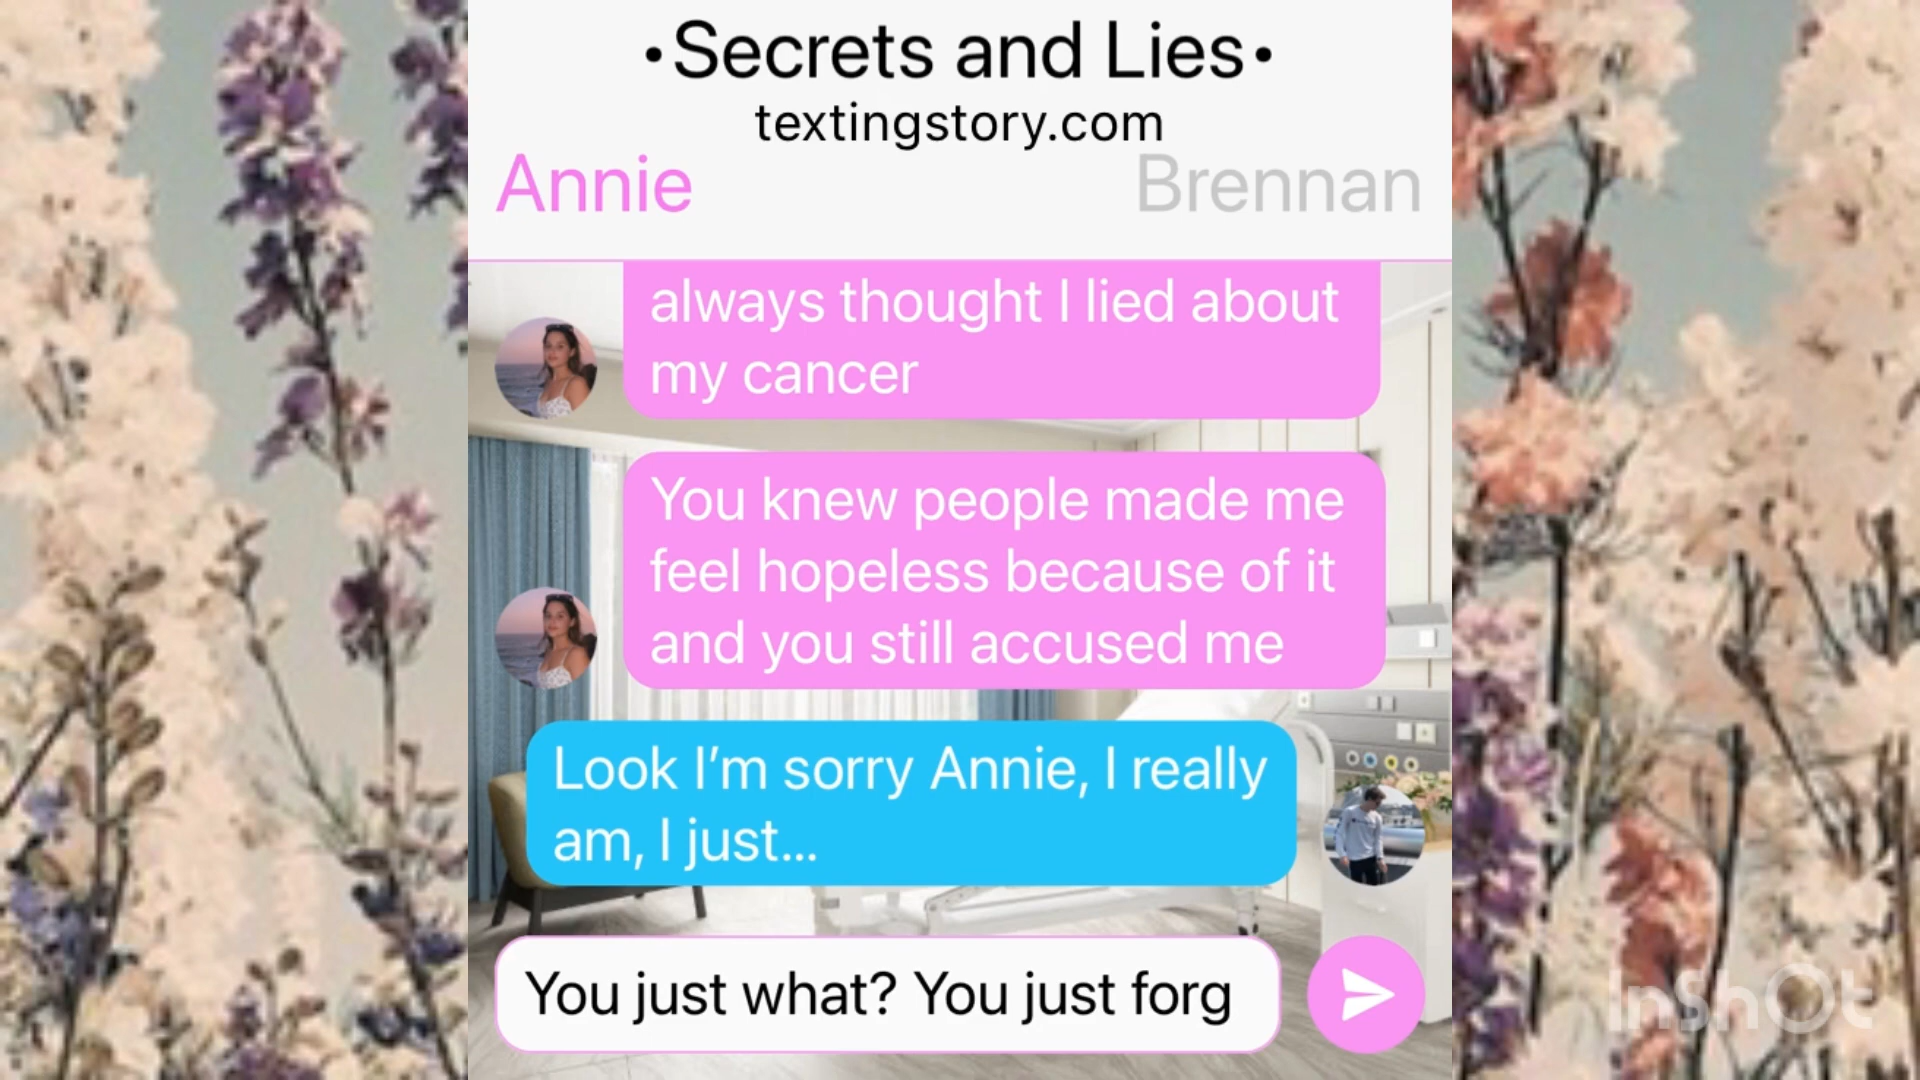 •Secrets and Lies•
textingstory.com
Annie
Brennan
always thought I lied about
my cancer
You knew people made me
feel hopeless because of it
and you still accused me
Look I’m sorry Annie, I really
am, I just...
You just what? You just forg
InShOt